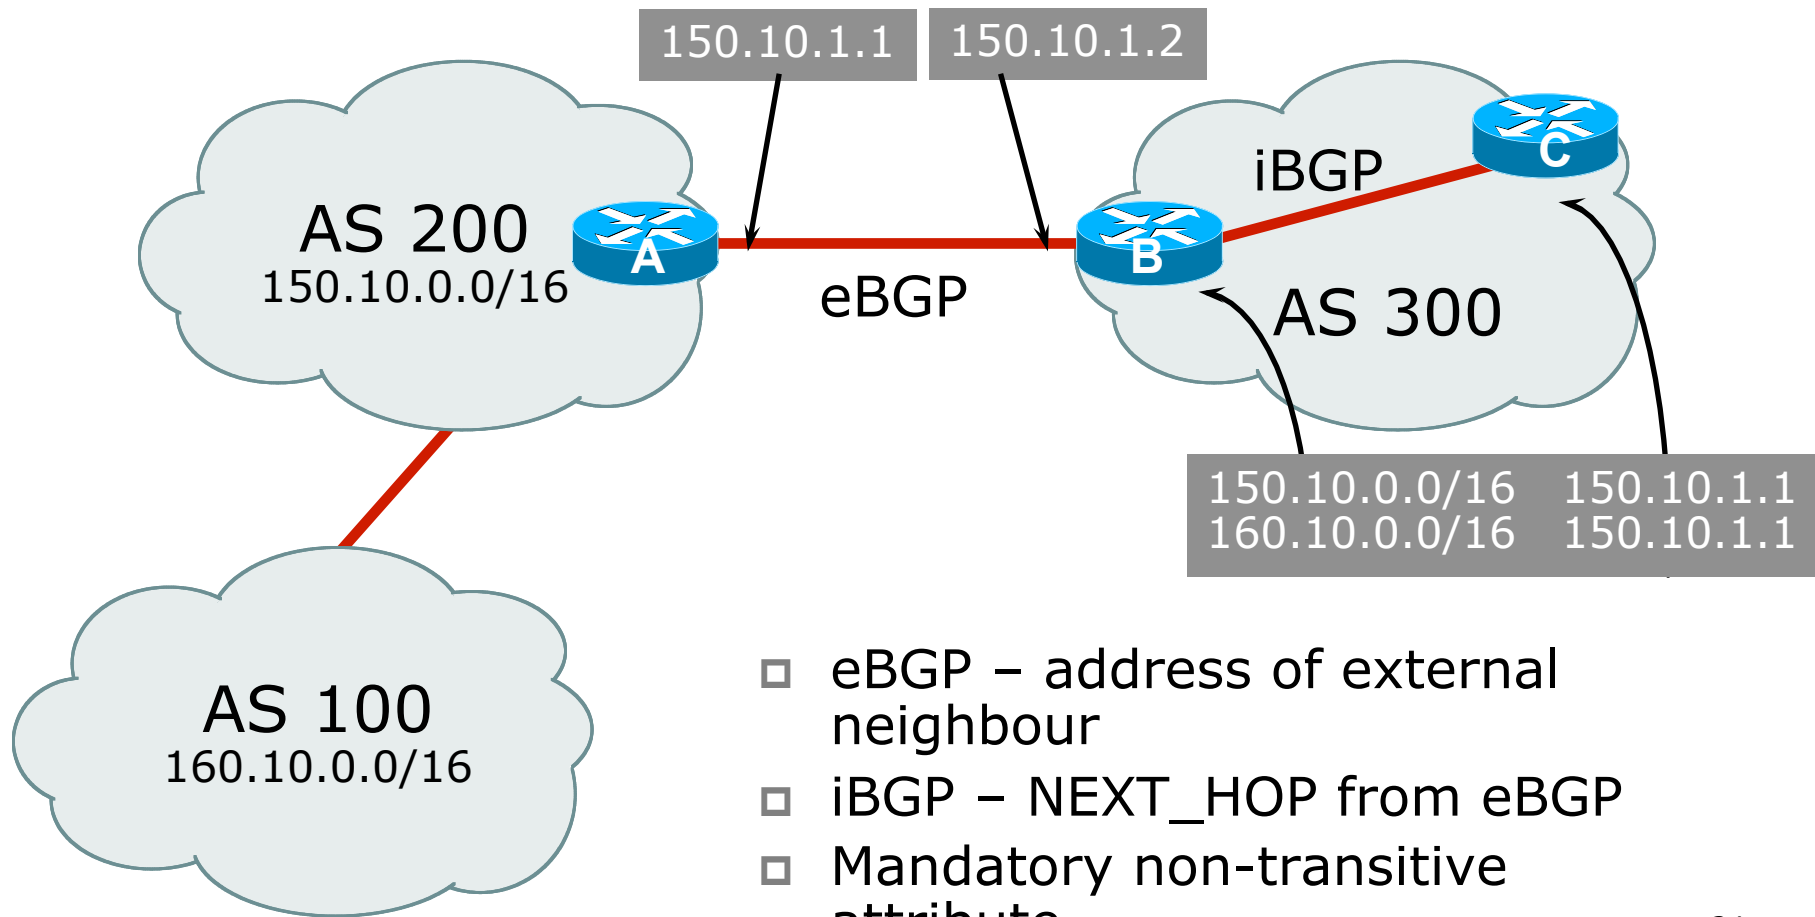 150.10.1.1 150.10.1.2
C
iBGP
AS 200
150.10.0.0/16
A
B
eBGP
AS 300
150.10.0.0/16 150.10.1.1
160.10.0.0/16 150.10.1.1
AS 100
160.10.0.0/16
eBGP – address of external
neighbour
iBGP – NEXT_HOP from eBGP
Mandatory non-transitive
attribute